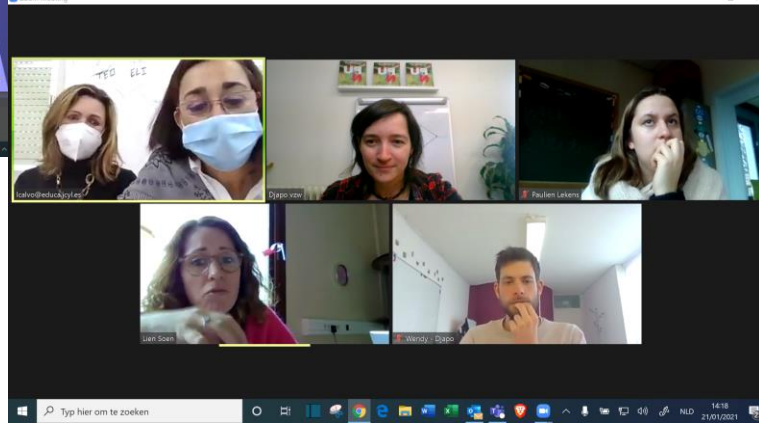 TEO ELI
lcalvo@educa.jcyl.es
Djapo vzw
Paulien Lekens
Lien Soen
Wendy - Djapo
Typ hier om te zoeken
NLD
14:18
21/01/2021